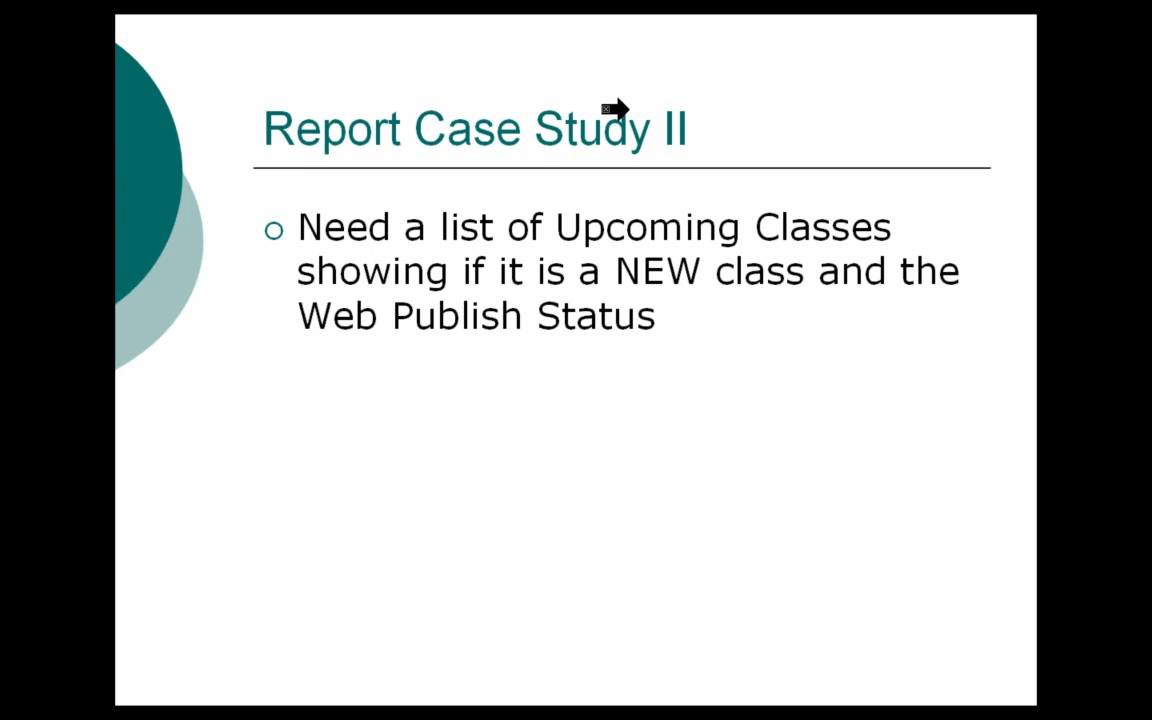 Report Case Study II
Need a list of Upcoming Classes
showing if it is a NEW class and the
Web Publish Status